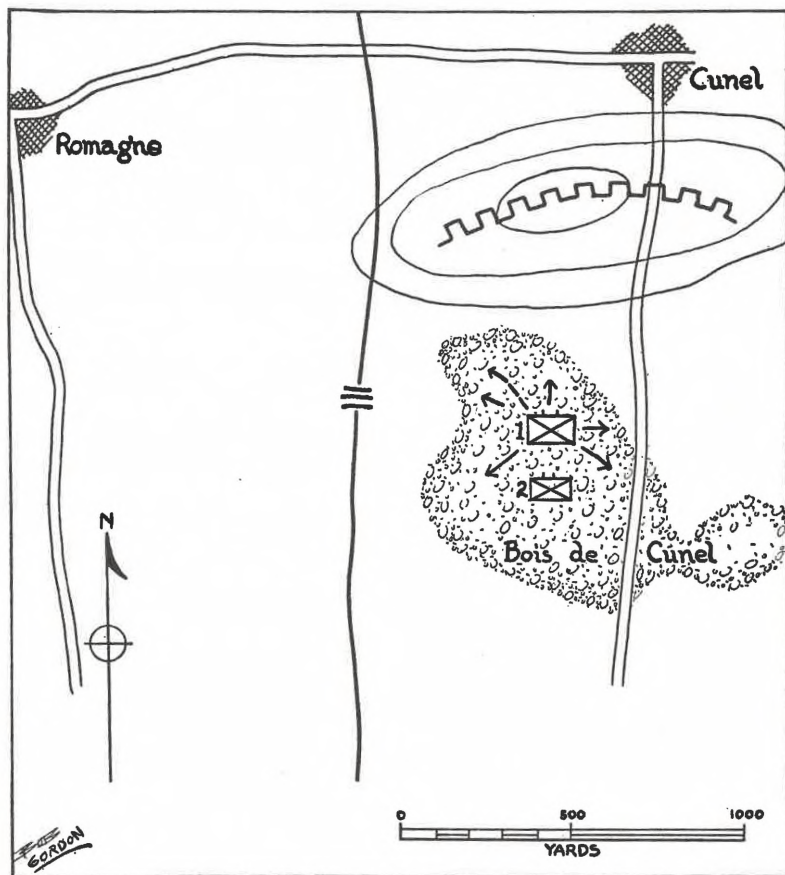 Cunel
Romagne
1
2
Bois de Cunel
N
0 500 1000
YARDS
GORDON